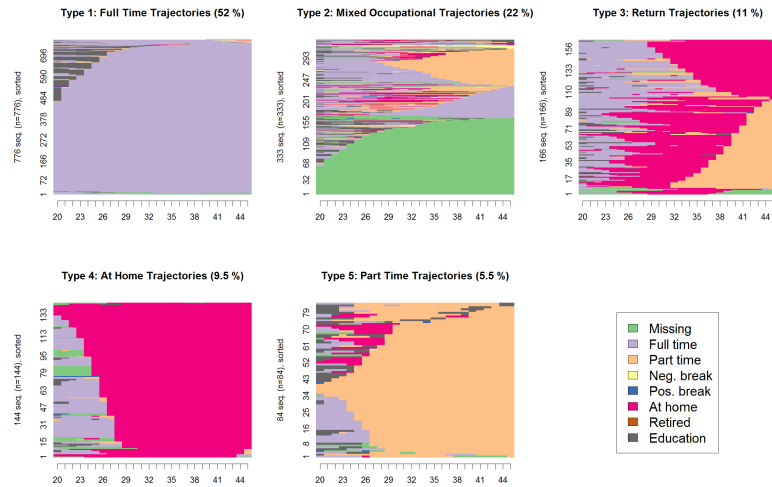 Type 1: Full Time Trajectories (52 %)
776 seq. (n=776), sorted
1 72 166 272 378 484 590 696
20 23 26 29 32 35 38 41 44
Type 2: Mixed Occupational Trajectories (22 %)
333 seq. (n=333), sorted
1 32 68 109 155 201 247 293
20 23 26 29 32 35 38 41 44
Type 3: Return Trajectories (11 %)
166 seq. (n=166), sorted
1 17 35 53 71 89 110 133 156
20 23 26 29 32 35 38 41 44
Type 4: At Home Trajectories (9.5 %)
144 seq. (n=144), sorted
1 15 31 47 63 79 95 113 133
20 23 26 29 32 35 38 41 44
Type 5: Part Time Trajectories (5.5 %)
84 seq. (n=84), sorted
1 8 16 25 34 43 52 61 70 79
20 23 26 29 32 35 38 41 44
Missing
Full time
Part time
Neg. break
Pos. break
At home
Retired
Education